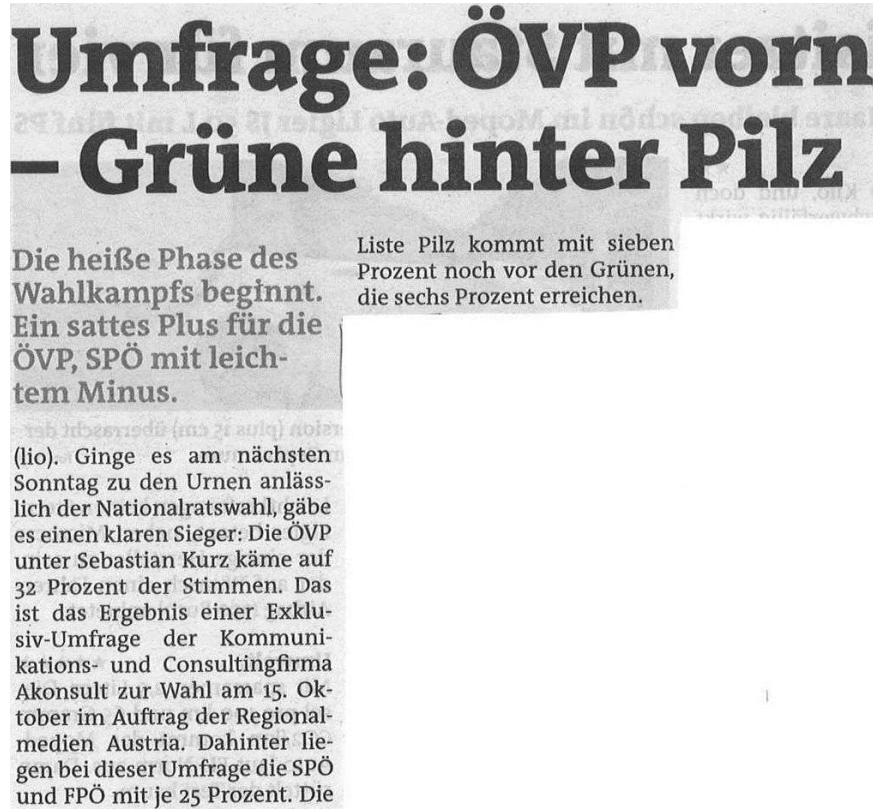 Umfrage: ÖVP vorn
– Grüne hinter Pilz
Die heiße Phase des
Wahlkampfs beginnt.
Ein sattes Plus für die
ÖVP, SPÖ mit leich-
tem Minus.
(lio). Ginge es am nächsten
Sonntag zu den Urnen anläss-
lich der Nationalratswahl, gäbe
es einen klaren Sieger: Die ÖVP
unter Sebastian Kurz käme auf
32 Prozent der Stimmen. Das
ist das Ergebnis einer Exklu-
siv-Umfrage der Kommuni-
kations- und Consultingfirma
Akonsult zur Wahl am 15. Ok-
tober im Auftrag der Regional-
medien Austria. Dahinter lie-
gen bei dieser Umfrage die SPÖ
und FPÖ mit je 25 Prozent. Die
Liste Pilz kommt mit sieben
Prozent noch vor den Grünen,
die sechs Prozent erreichen.